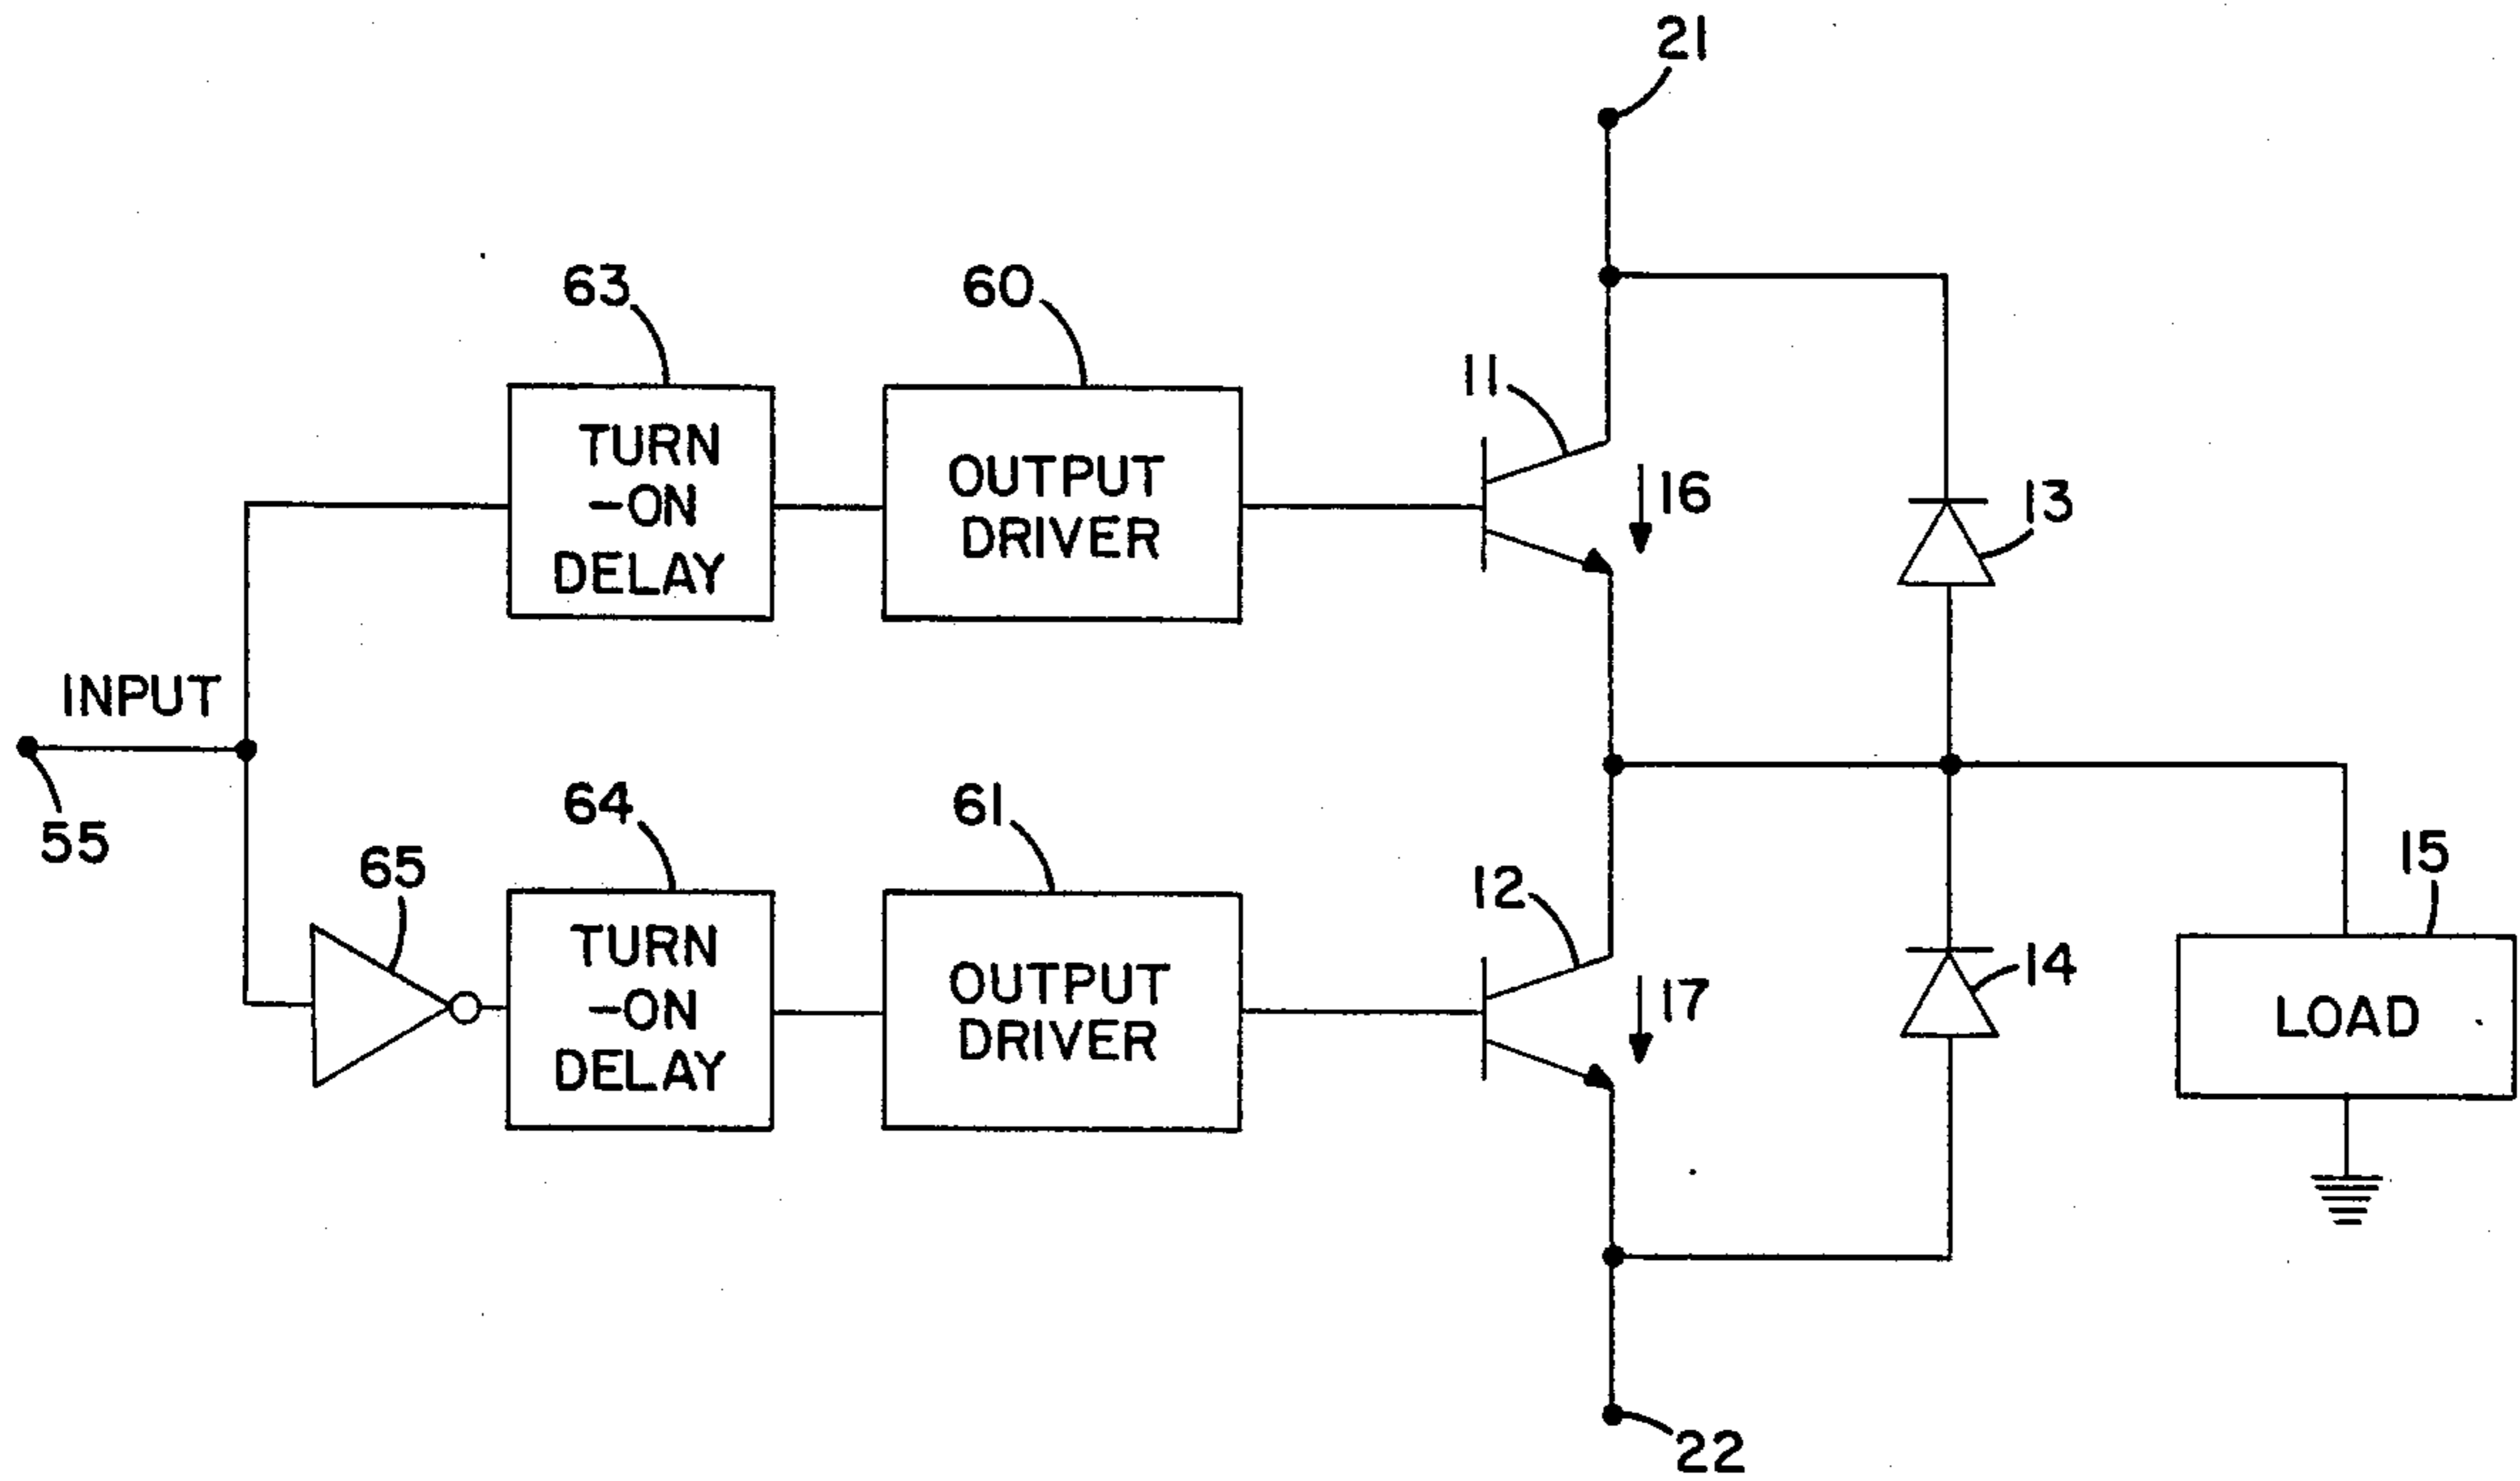 21
63
60
TURN
-ON
DELAY
OUTPUT
DRIVER
11
16
13
INPUT
55
65
64
61
TURN
-ON
DELAY
OUTPUT
DRIVER
12
17
14
15
LOAD
22